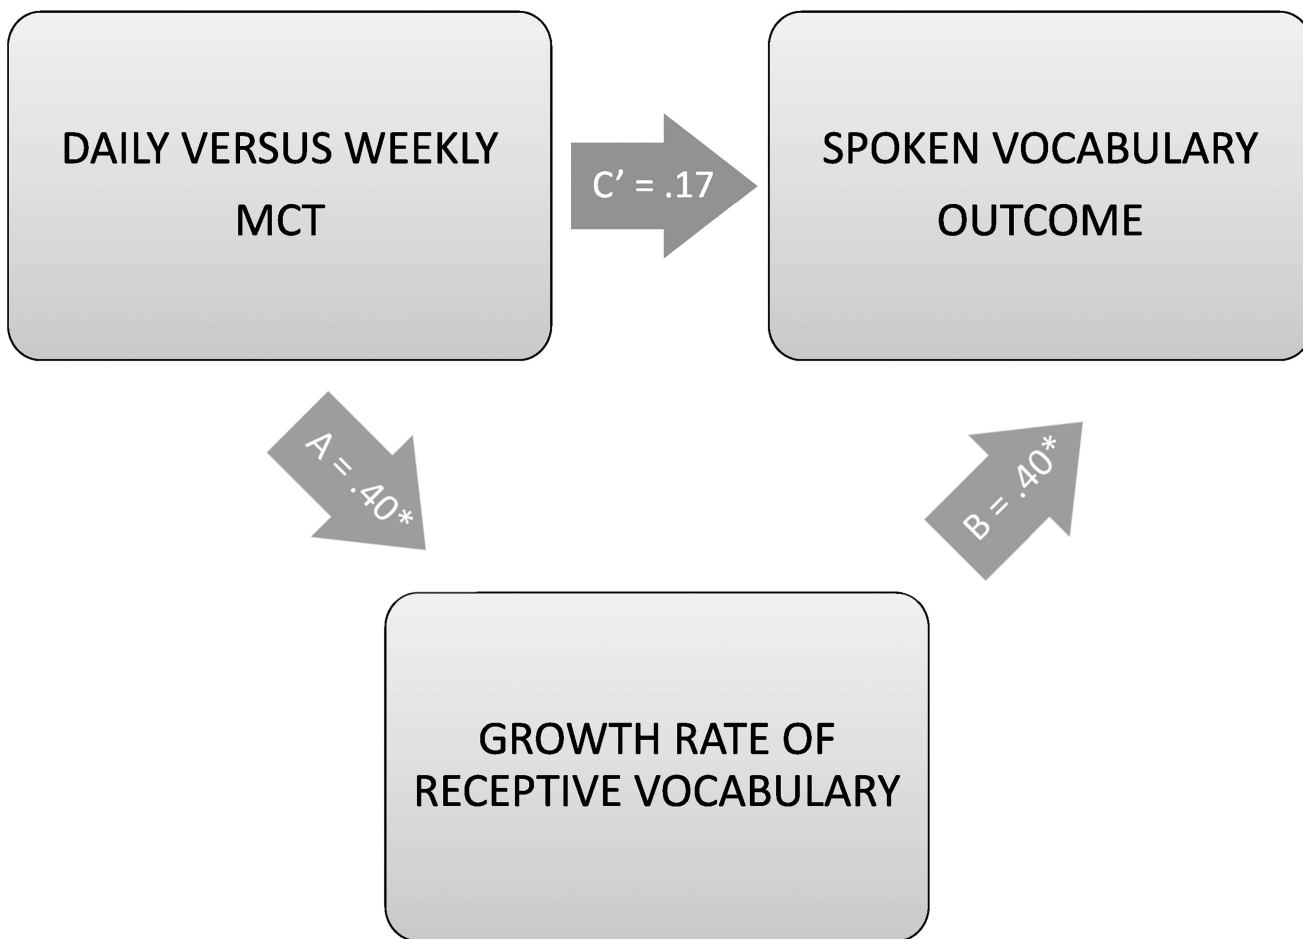 DAILY VERSUS WEEKLY
MCT
C’ = .17
SPOKEN VOCABULARY
OUTCOME
A = .40*
B = .40*
GROWTH RATE OF
RECEPTIVE VOCABULARY